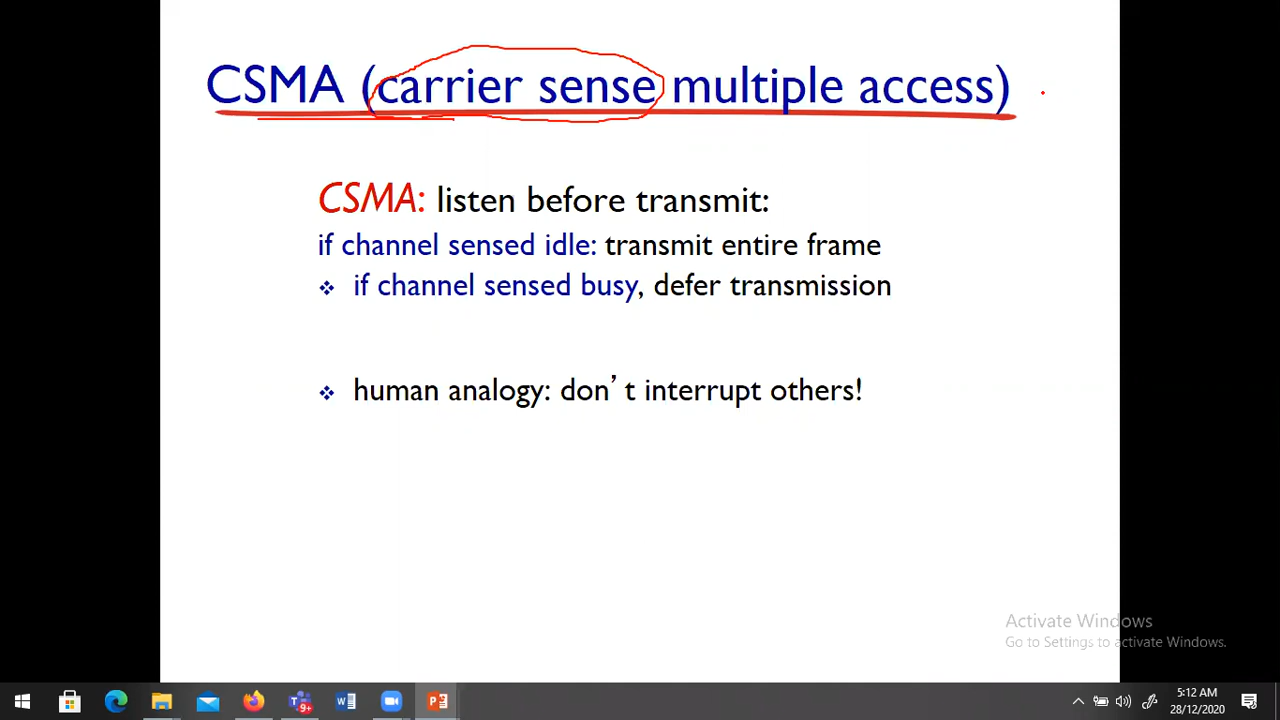 CSMA (carrier sense multiple access)
CSMA: listen before transmit:
if channel sensed idle: transmit entire frame
❖ if channel sensed busy, defer transmission
❖ human analogy: don’t interrupt others!
Activate Windows
Go to Settings to activate Windows.
9+
5:12 AM
28/12/2020